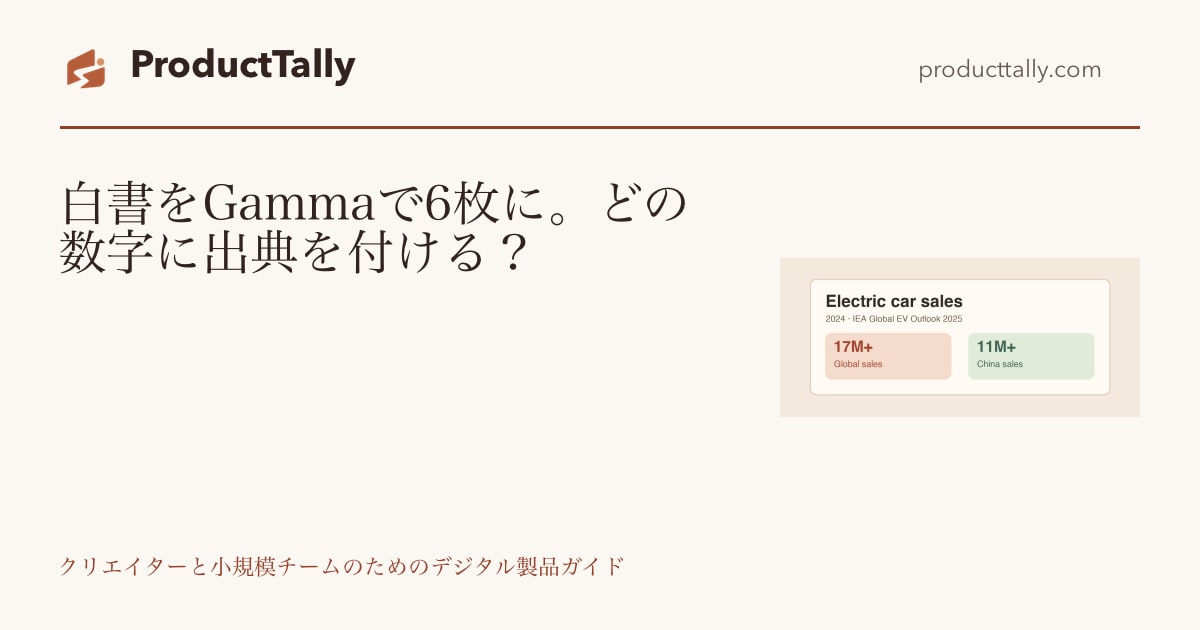 ProductTally
producttally.com
白書をGammaで6枚に。どの
数字に出典を付ける？
Electric car sales
2024 · IEA Global EV Outlook 2025
17M+
Global sales
11M+
China sales
クリエイターと小規模チームのためのデジタル製品ガイド